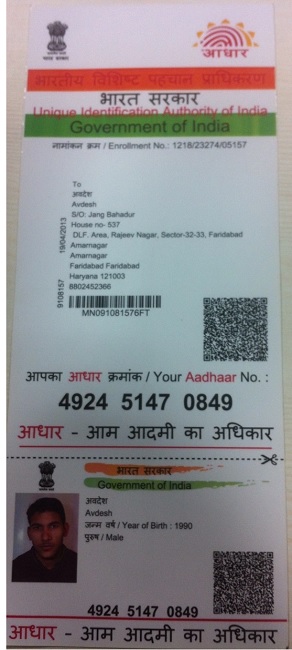 आधार
भारतीय विशिष्ट पहचान प्राधिकरण
भारत सरकार
Unique Identification Authority of India
Government of India
नामांकन क्रम / Enrollment No.: 1218/23274/05157
To
अवदेश
Avdesh
S/O: Jang Bahadur
House no- 537
DLF. Area, Rajeev Nagar, Sector-32-33, Faridabad
Amarnagar
Amarnagar
Faridabad Faridabad
Haryana 121003
8802452366
19/04/2013
9108157
MN091081576FT
आपका आधार क्रमांक / Your Aadhaar No. :
4924 5147 0849
आधार - आम आदमी का अधिकार
भारत सरकार
Government of India
अवदेश
Avdesh
जन्म वर्ष / Year of Birth : 1990
पुरुष / Male
4924 5147 0849
आधार - आम आदमी का अधिकार